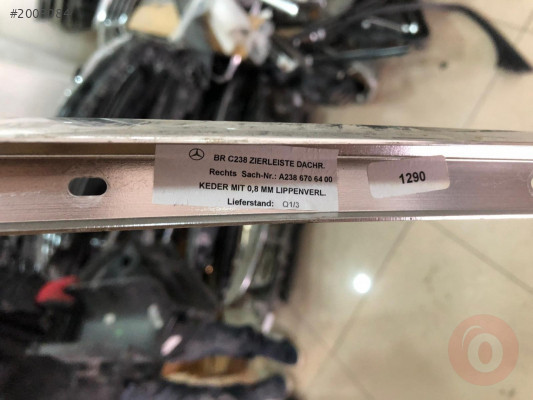 BR C238 ZIERLEISTE DACHR.
Rechts Sach-Nr.: A238 670 64 00
KEDER MIT 0,8 MM LIPPENVERL.
Lieferstand: Q1/3
1290